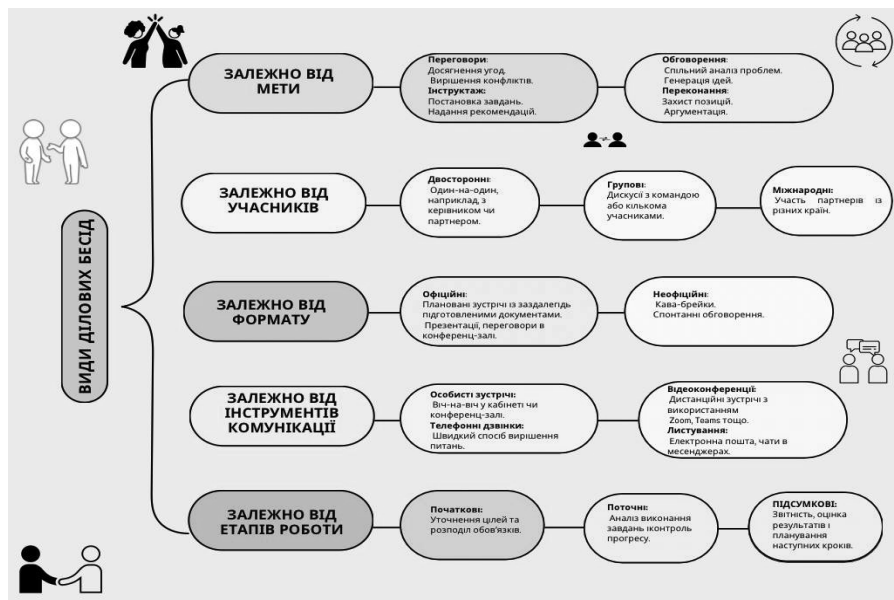 ВИДИ ДІЛОВИХ БЕСІД
ЗАЛЕЖНО ВІД
МЕТИ
Переговори:
Досягнення угод.
Вирішення конфліктів.
Інструктаж:
Постановка завдань.
Надання рекомендацій.
Обговорення:
Спільний аналіз проблем.
Генерація ідей.
Переконання:
Захист позицій.
Аргументація.
ЗАЛЕЖНО ВІД
УЧАСНИКІВ
Двосторонні:
Один-на-один,
наприклад, з
керівником чи
партнером.
Групові:
Дискусії з командою
або кількома
учасниками.
Міжнародні:
Участь партнерів із
різних країн.
ЗАЛЕЖНО ВІД
ФОРМАТУ
Офіційні:
Плановані зустрічі із заздалегідь
підготовленими документами.
Презентації, переговори в
конференц-залі.
Неофіційні:
Кава-брейки.
Спонтанні обговорення.
ЗАЛЕЖНО ВІД
ІНСТРУМЕНТІВ
КОМУНІКАЦІЇ
Особисті зустрічі:
Віч-на-віч у кабінеті чи
конференц-залі.
Телефонні дзвінки:
Швидкий спосіб вирішення
питань.
Відеоконференції:
Дистанційні зустрічі з
використанням
Zoom, Teams тощо.
Листування:
Електронна пошта, чати в
месенджерах.
ЗАЛЕЖНО ВІД
ЕТАПІВ РОБОТИ
Початкові:
Уточнення цілей та
розподіл обов’язків.
Поточні:
Аналіз виконання
завдань іконтроль
прогресу.
ПІДСУМКОВІ:
Звітність, оцінка
результатів і
планування
наступних кроків.